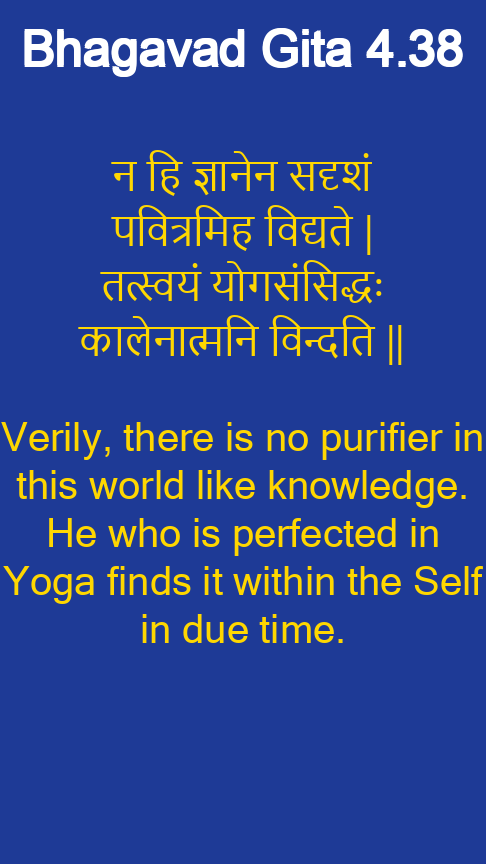 Bhagavad Gita 4.38
न हि ज्ञानेन सदृशं
पवित्रमिह विद्यते |
तत्स्वयं योगसंसिद्धः
कालेनात्मनि विन्दति ||
Verily, there is no purifier in
this world like knowledge.
He who is perfected in
Yoga finds it within the Self
in due time.